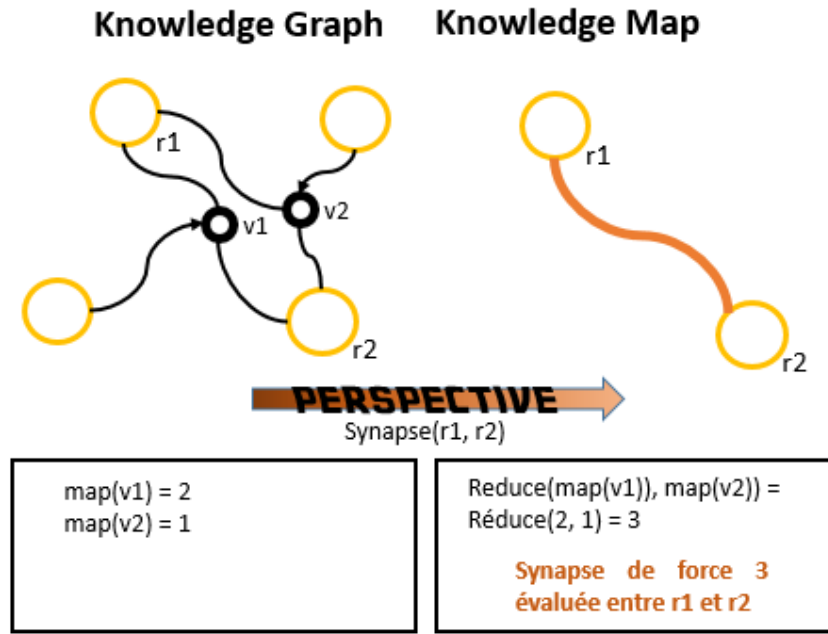 Knowledge Graph Knowledge Map
r1
v1
v2
r2
r1
r2
PERSPECTIVE
Synapse(r1, r2)
map(v1) = 2
map(v2) = 1
Reduce(map(v1)), map(v2)) =
Réduce(2, 1) = 3
Synapse de force 3
évaluée entre r1 et r2